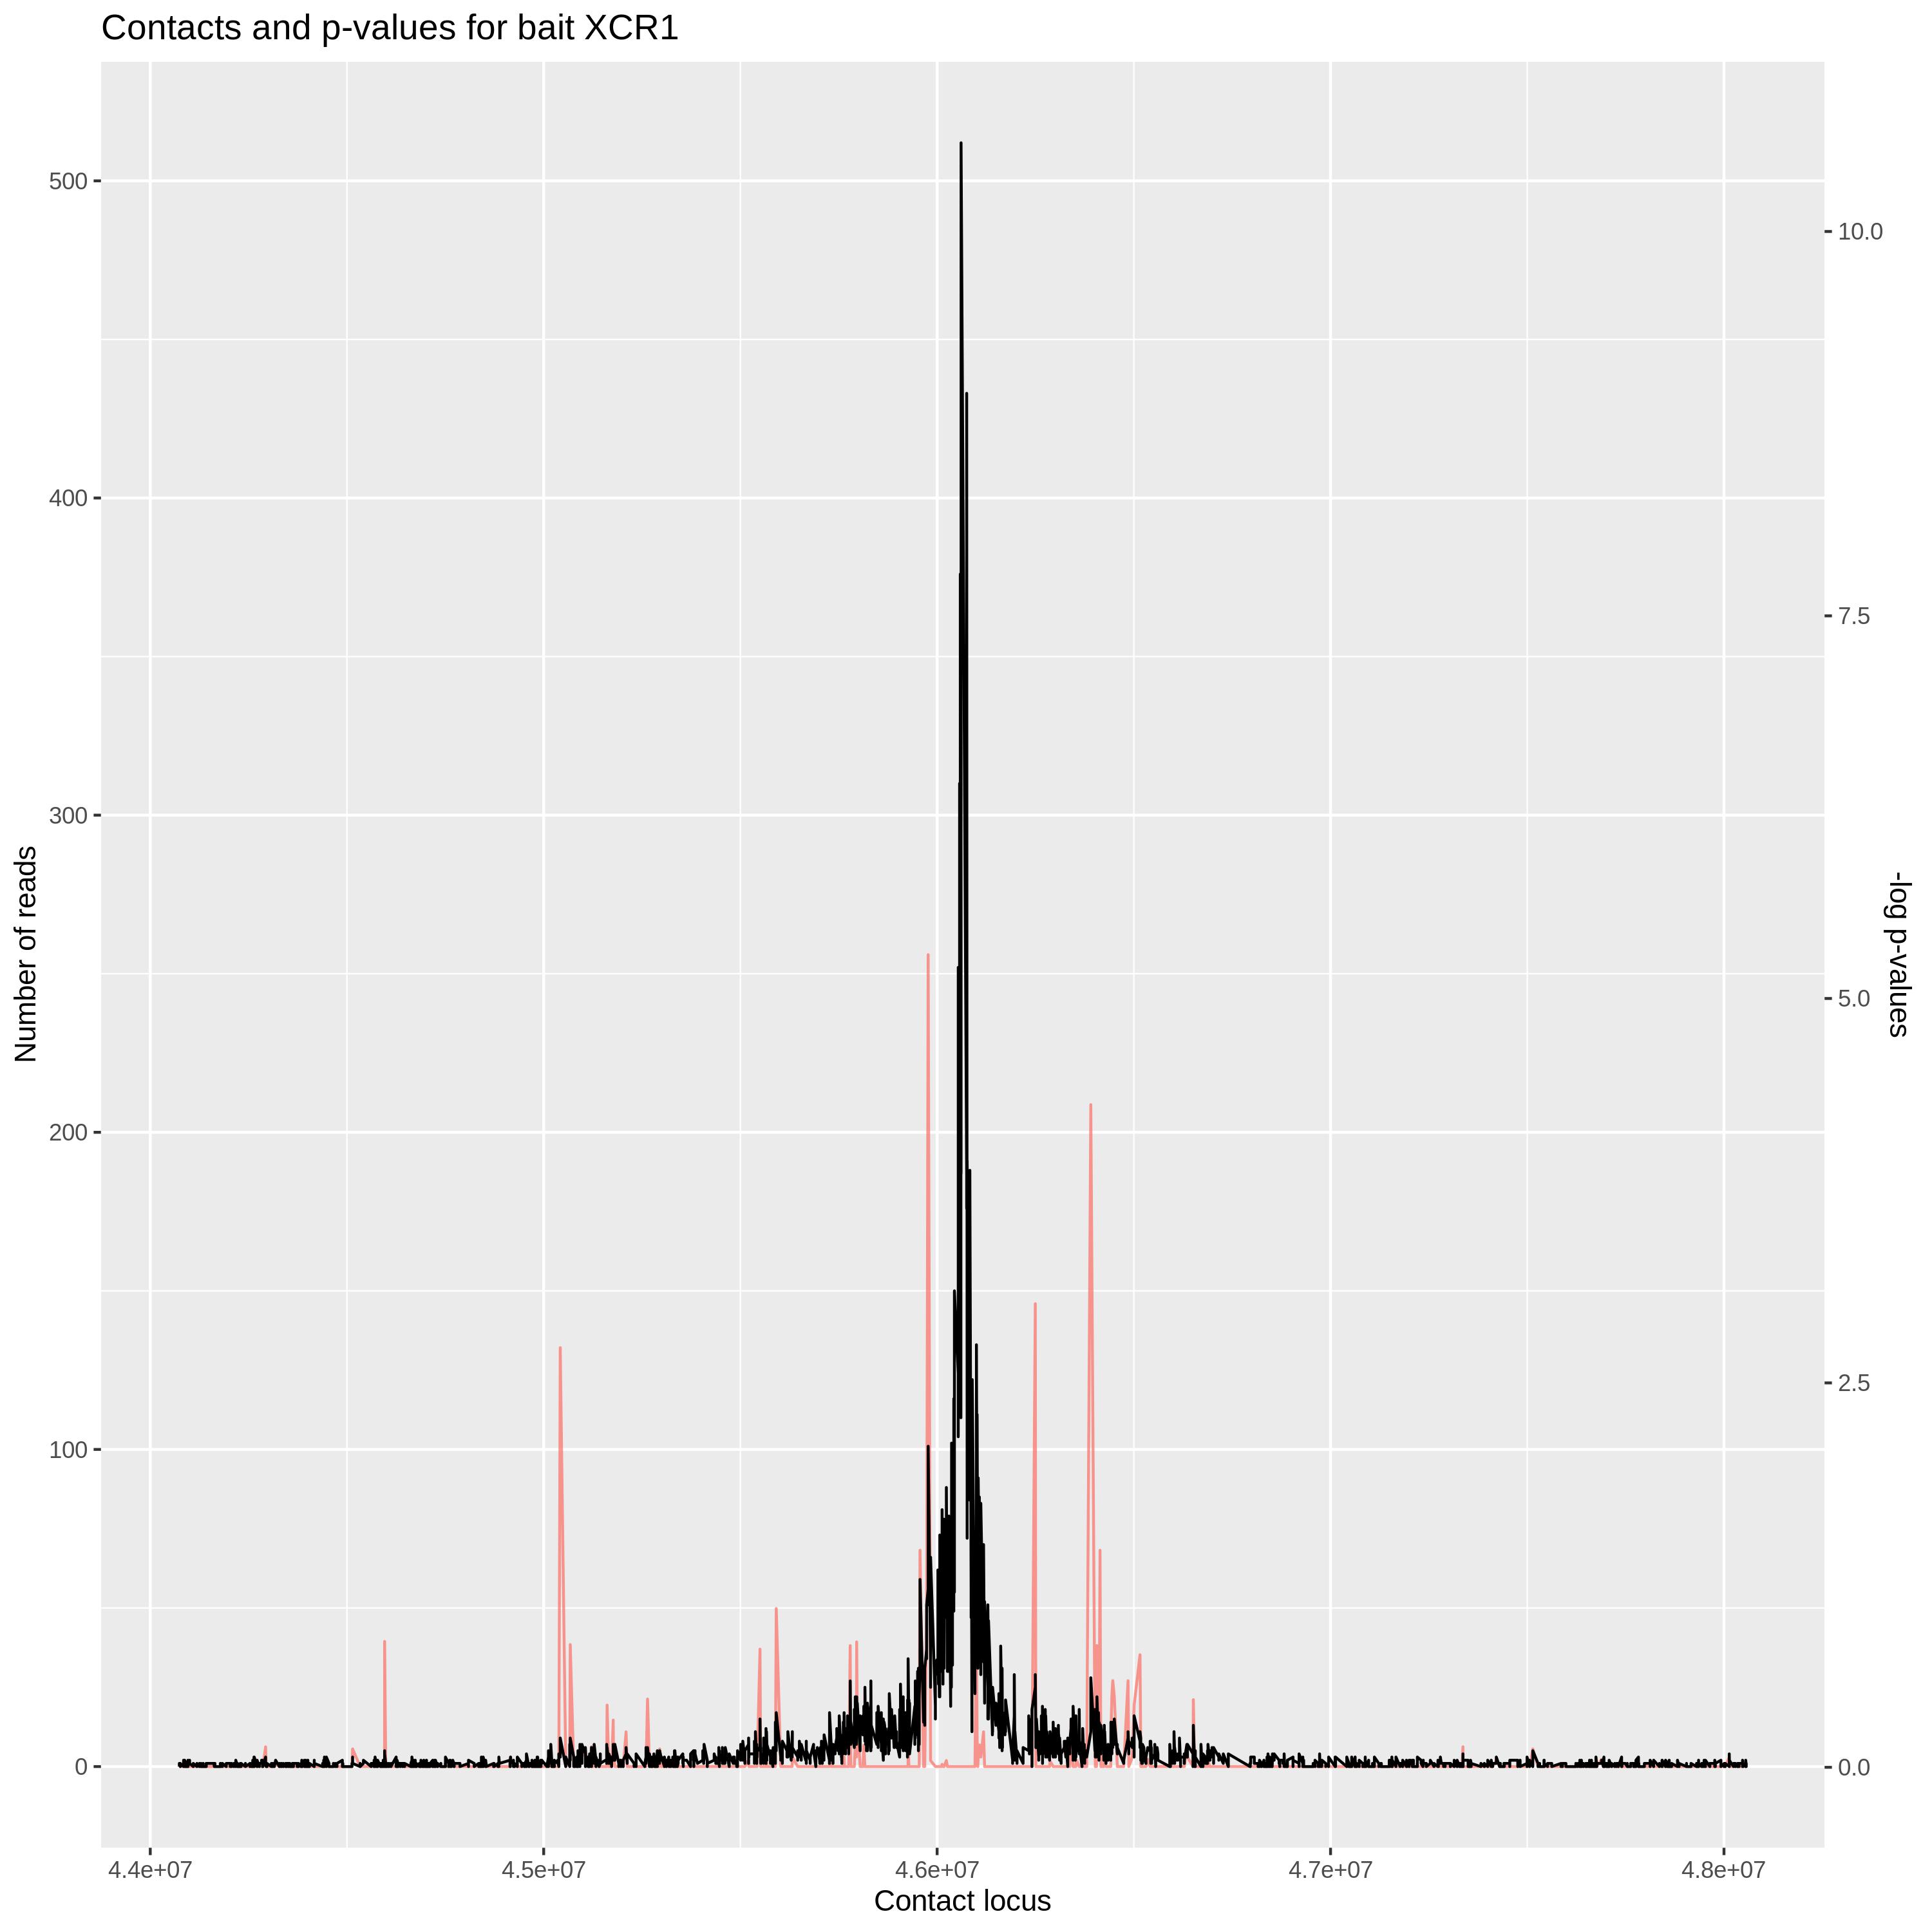 Contacts and p-values for bait XCR1
500
400
300
200
100
0
Number of reads
10.0
7.5
5.0
2.5
0.0
-log p-values
4.4e+07
4.5e+07
4.6e+07
4.7e+07
4.8e+07
Contact locus